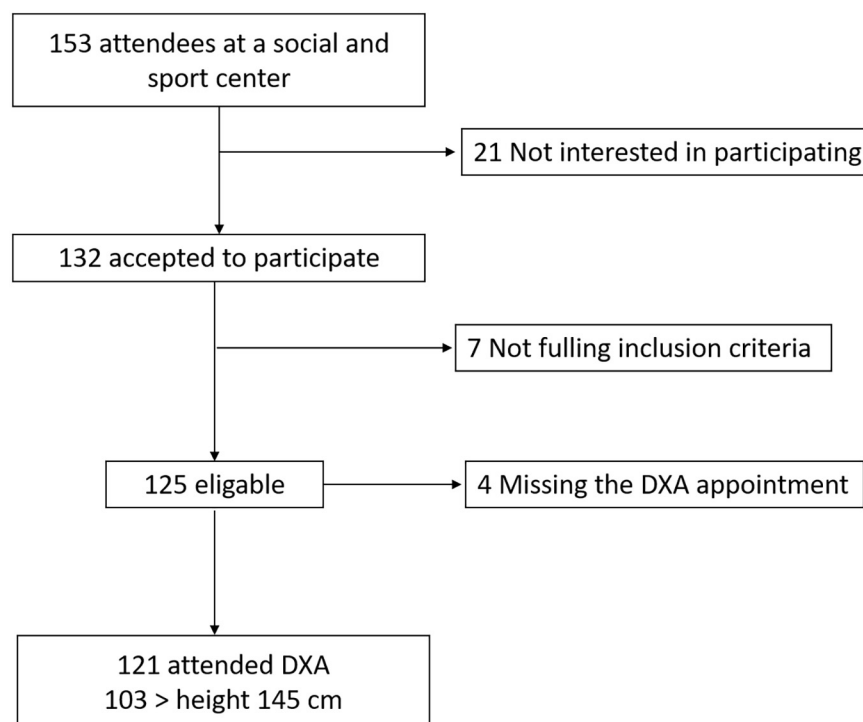 153 attendees at a social and
sport center
21 Not interested in participating
132 accepted to participate
7 Not fulling inclusion criteria
125 eligable
4 Missing the DXA appointment
121 attended DXA
103 > height 145 cm